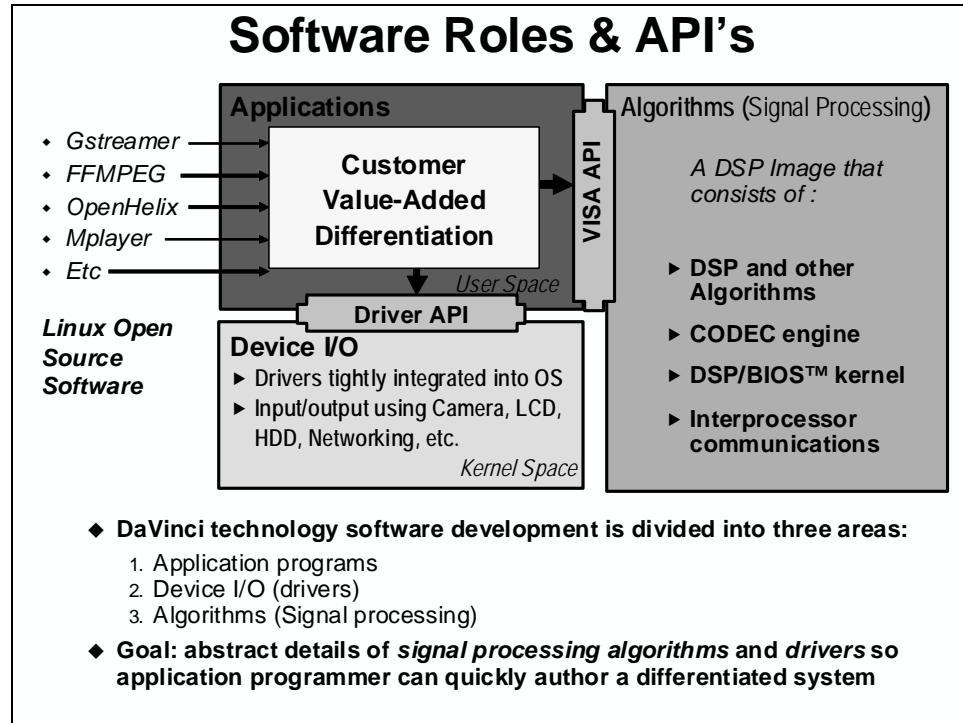 Software Roles & API's
Applications
◆ Gstreamer
◆ FFMPEG
◆ OpenHelix
◆ Mplayer
◆ Etc
Linux Open
Source
Software
Customer
Value-Added
Differentiation
User Space
VISA API
Driver API
Device I/O
► Drivers tightly integrated into OS
► Input/output using Camera, LCD,
HDD, Networking, etc.
Kernel Space
Algorithms (Signal Processing)
A DSP Image that
consists of :
► DSP and other
Algorithms
► CODEC engine
► DSP/BIOS™ kernel
► Interprocessor
communications
◆ DaVinci technology software development is divided into three areas:
1. Application programs
2. Device I/O (drivers)
3. Algorithms (Signal processing)
◆ Goal: abstract details of signal processing algorithms and drivers so
application programmer can quickly author a differentiated system